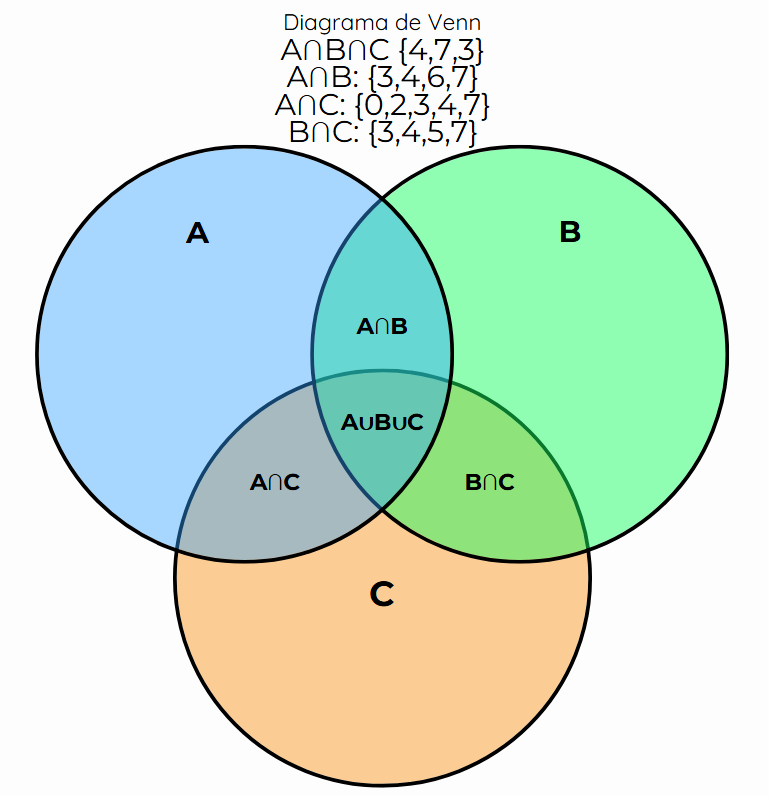 Diagrama de Venn
A∩B∩C {4,7,3}
A∩B: {3,4,6,7}
A∩C: {0,2,3,4,7}
B∩C: {3,4,5,7}
A
B
A∩B
A∪B∪C
A∩C
B∩C
C